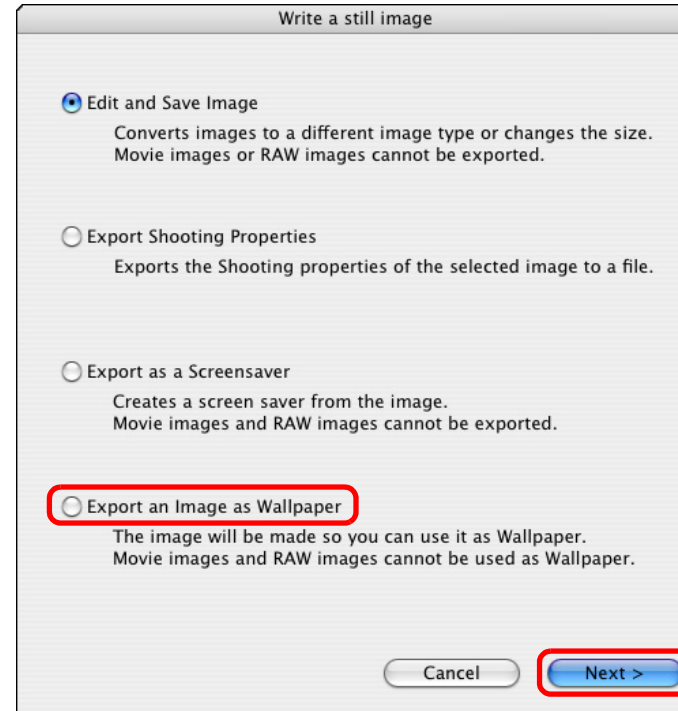 Write a still image
Edit and Save Image
Converts images to a different image type or changes the size.
Movie images or RAW images cannot be exported.
Export Shooting Properties
Exports the Shooting properties of the selected image to a file.
Export as a Screensaver
Creates a screen saver from the image.
Movie images and RAW images cannot be exported.
Export an Image as Wallpaper
The image will be made so you can use it as Wallpaper.
Movie images and RAW images cannot be used as Wallpaper.
Cancel Next >